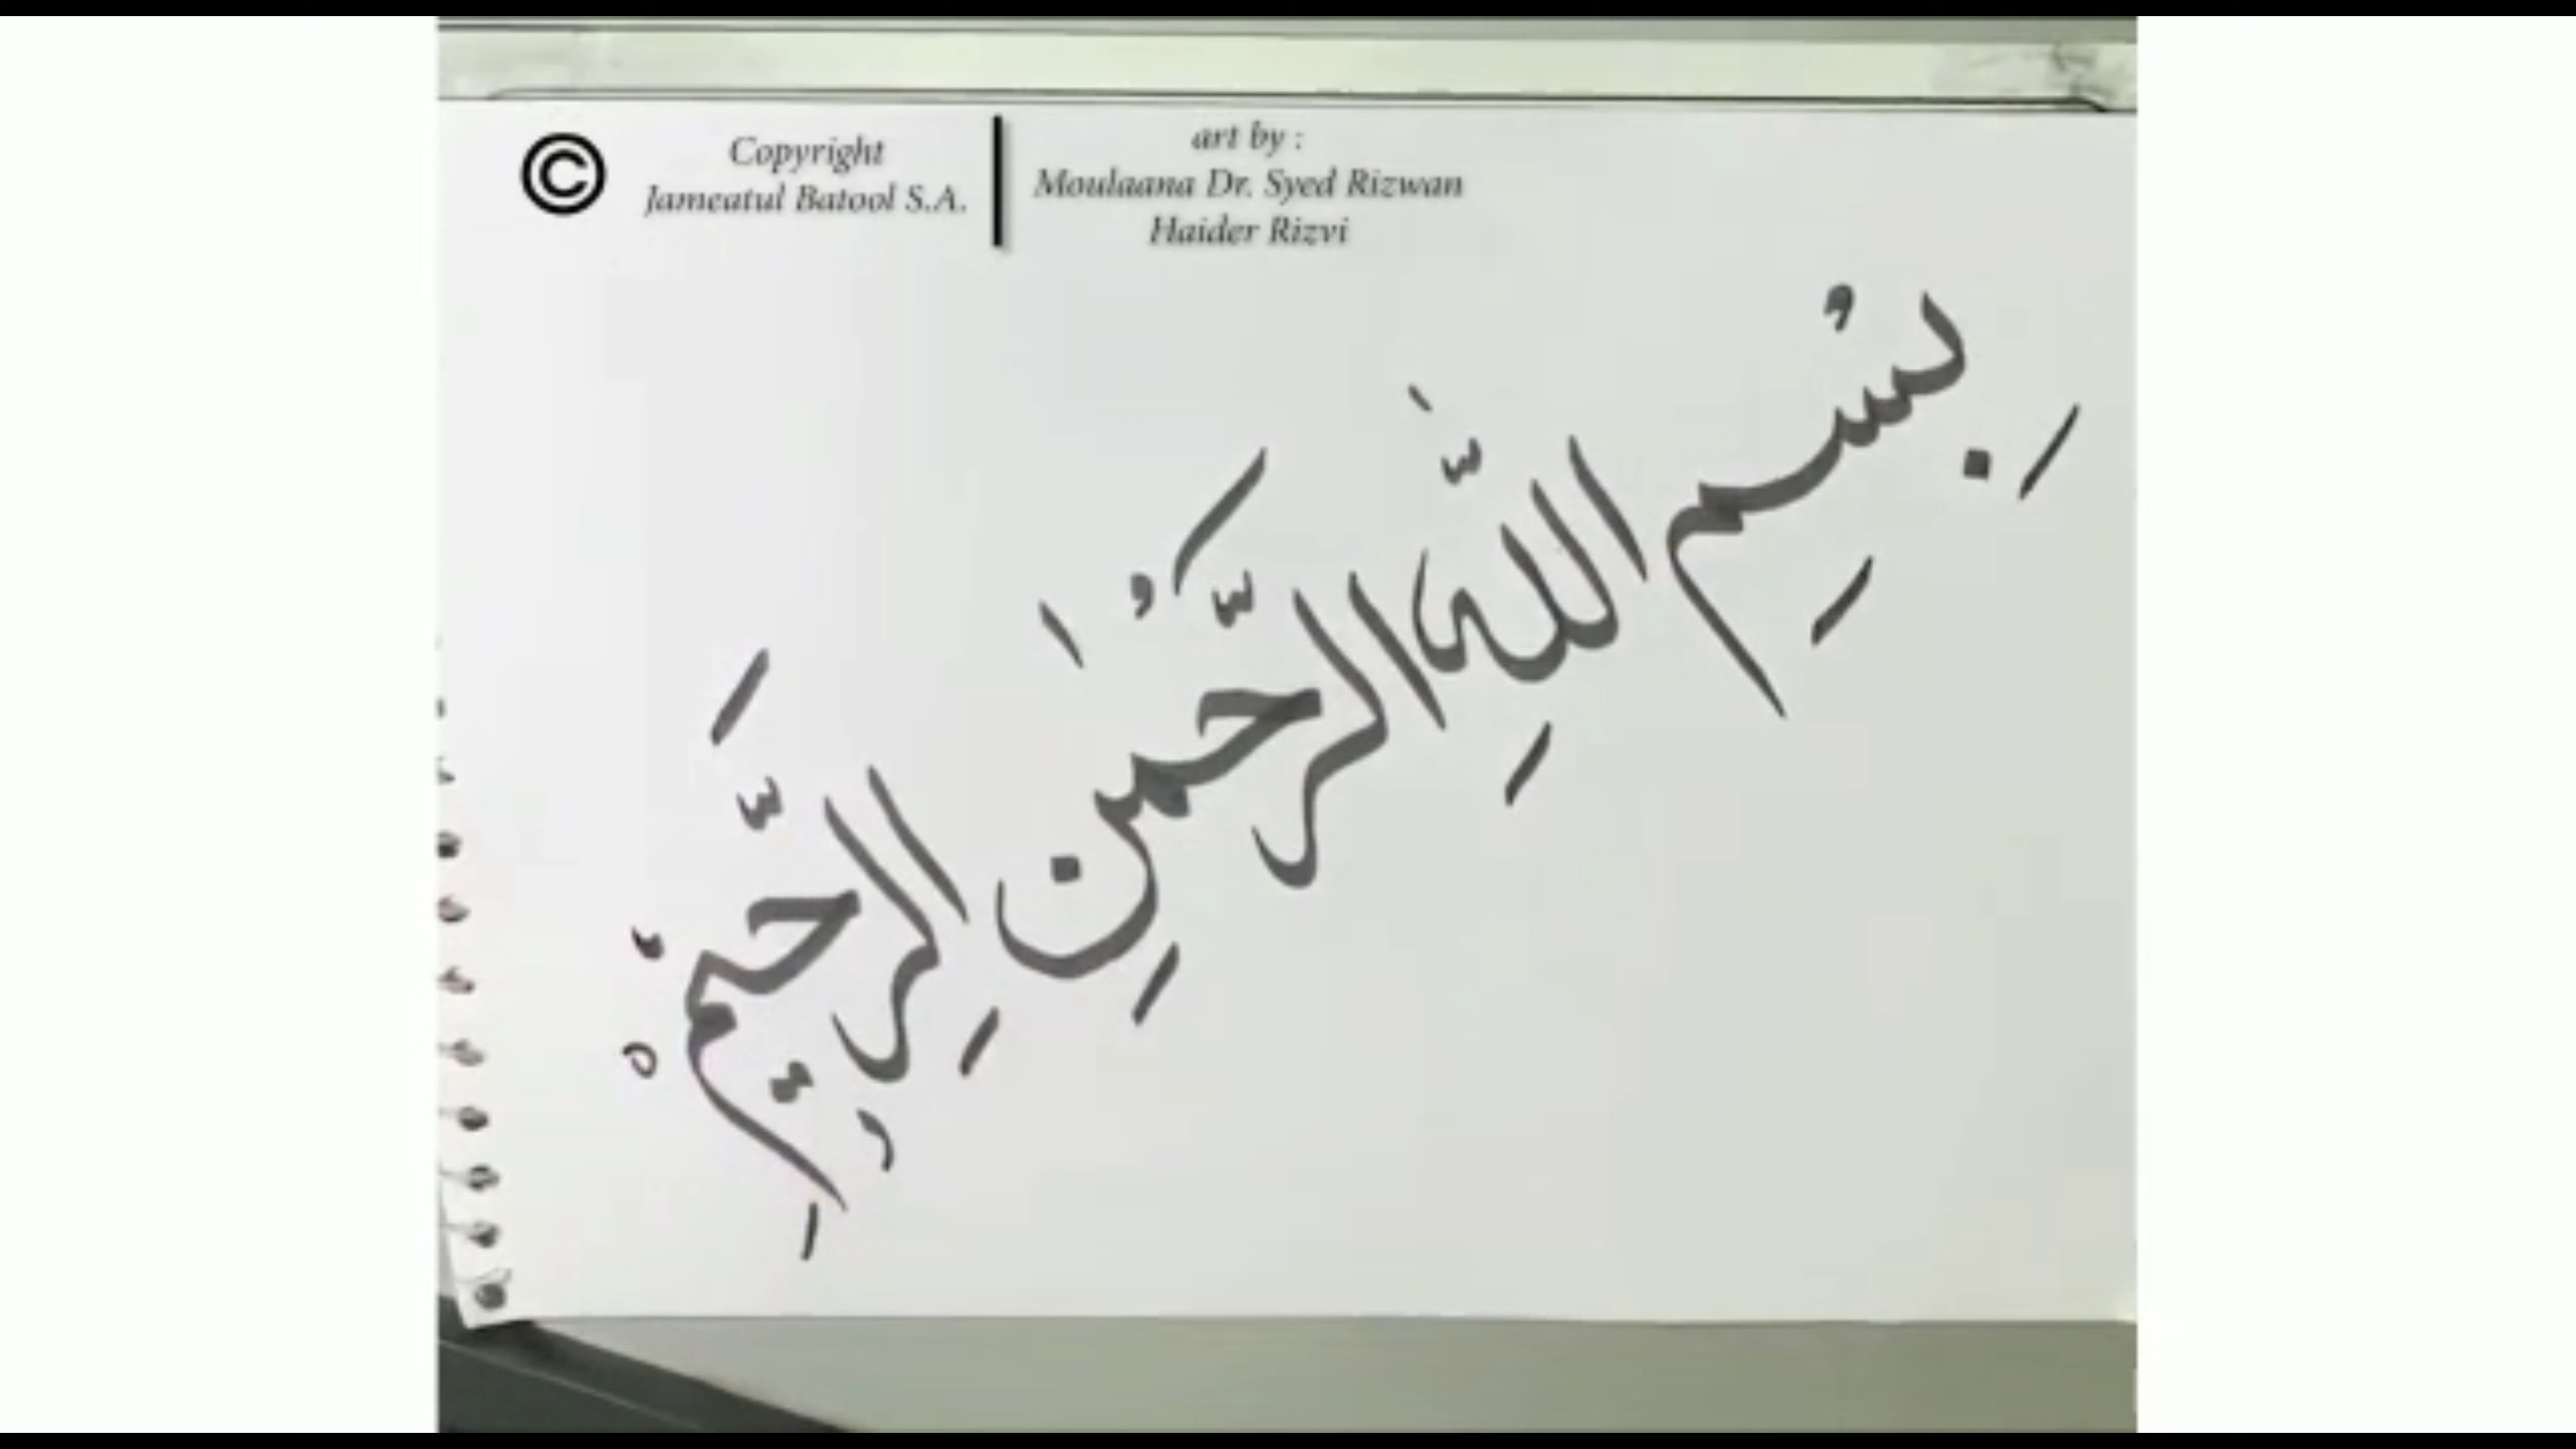 ©
Copyright
Jameatul Batool S.A.
art by :
Moulaana Dr. Syed Rizwan
Haider Rizvi
بِسْمِ اللّٰهِ الرَّحْمٰنِ الرَّحِيْمِ